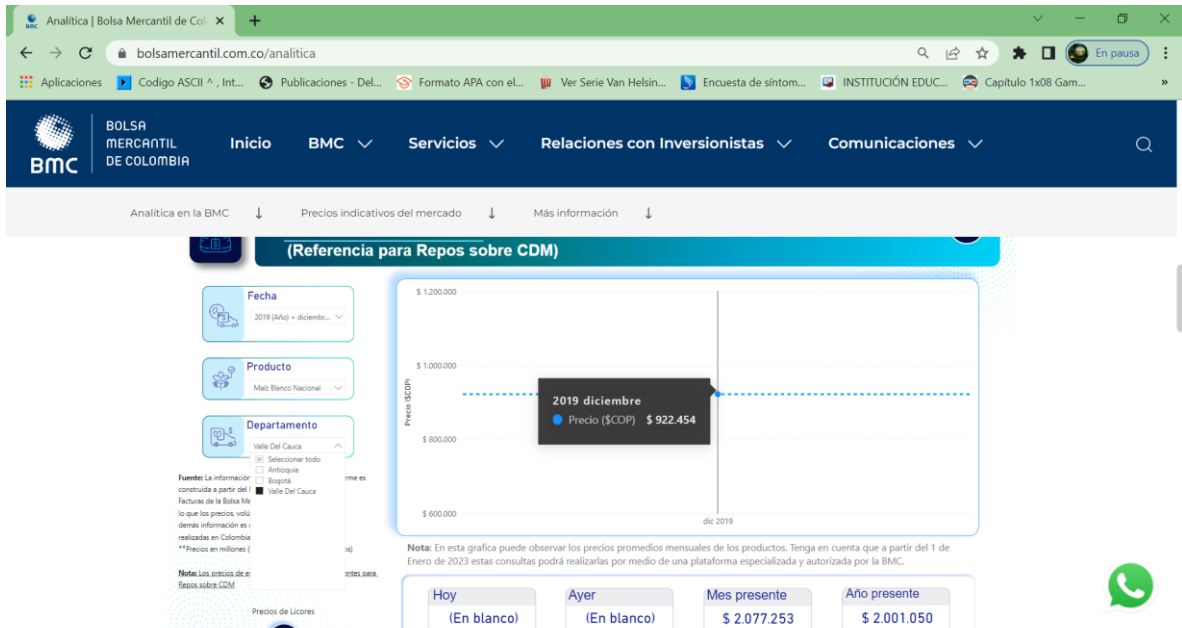 Analítica | Bolsa Mercantil de Col
bolsamercantil.com.co/analitica
En pausa
Aplicaciones
Codigo ASCII ^ , Int...
Publicaciones - Del...
Formato APA con el...
Ver Serie Van Helsin...
Encuesta de síntom...
INSTITUCIÓN EDUC...
Capítulo 1x08 Gam...
»
BMC
BOLSA
MERCANTIL
DE COLOMBIA
Inicio
BMC
Servicios
Relaciones con Inversionistas
Comunicaciones
Analítica en la BMC
Precios indicativos del mercado
Más información
(Referencia para Repos sobre CDM)
Fecha
2019 (Año) + diciembr...
Producto
Maíz Blanco Nacional
Departamento
Valle Del Cauca
Seleccionar todo
Antioquia
Bogotá
Valle Del Cauca
Fuente: La información
rme es
construida a partir del
Facturas de la Bolsa Me
lo que los precios, volú
demás información es
realizadas en Colombia
**Precios en millones (
os)
Nota: Los precios de e
entes para
Repos sobre CDM
Precios de Licores
Precio ($COP)
$ 1.200.000
$ 1.000.000
$ 800.000
$ 600.000
2019 diciembre
Precio ($COP) $ 922.454
dic 2019
Nota: En esta grafica puede observar los precios promedios mensuales de los productos. Tenga en cuenta que a partir del 1 de
Enero de 2023 estas consultas podrá realizarlas por medio de una plataforma especializada y autorizada por la BMC.
Hoy
(En blanco)
Ayer
(En blanco)
Mes presente
$ 2.077.253
Año presente
$ 2.001.050